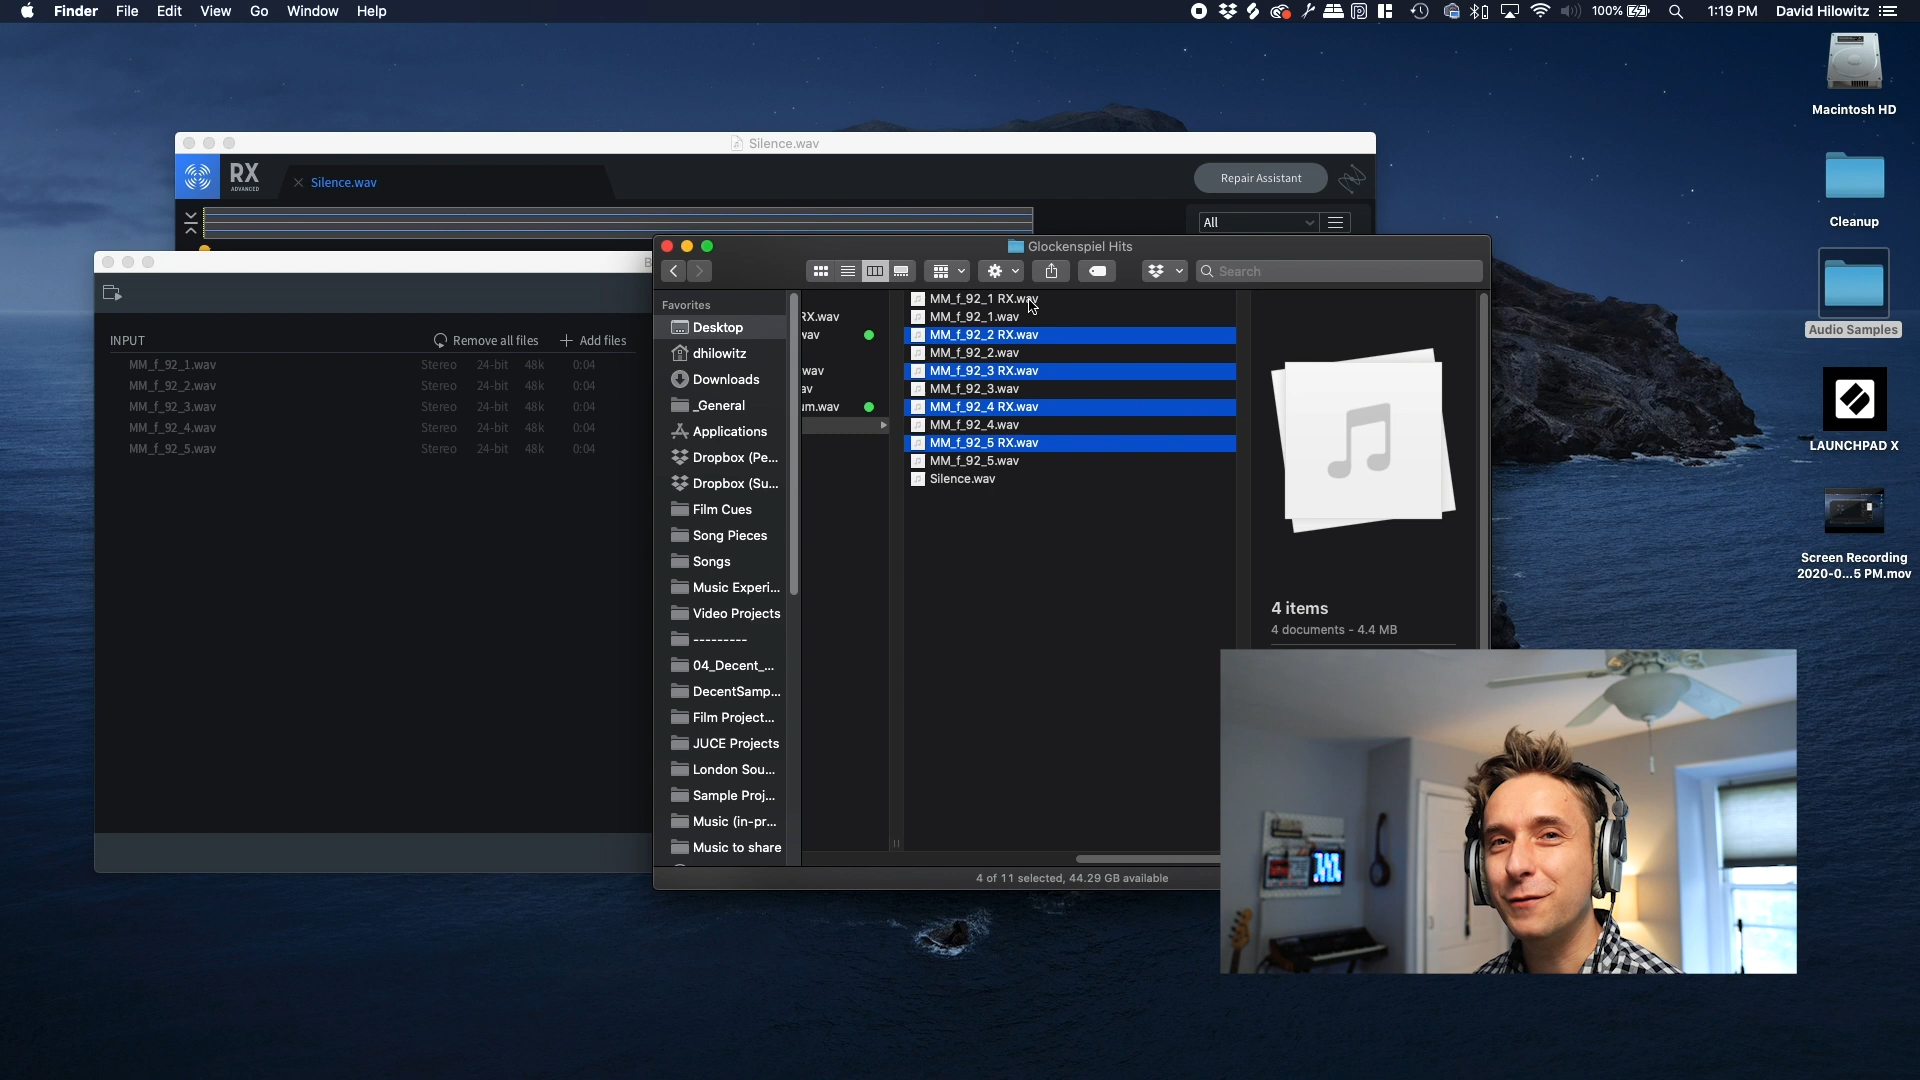 Finder File Edit View Go Window Help
100% 1:19 PM David Hilowitz
Macintosh HD
Cleanup
Audio Samples
LAUNCHPAD X
Screen Recording
2020-0...5 PM.mov
Silence.wav
RX
ADVANCED
Silence.wav
Repair Assistant
All
B
INPUT Remove all files Add files
MM_f_92_1.wav Stereo 24-bit 48k 0:04
MM_f_92_2.wav Stereo 24-bit 48k 0:04
MM_f_92_3.wav Stereo 24-bit 48k 0:04
MM_f_92_4.wav Stereo 24-bit 48k 0:04
MM_f_92_5.wav Stereo 24-bit 48k 0:04
Glockenspiel Hits
Search
Favorites
Desktop
dhilowitz
Downloads
_General
Applications
Dropbox (Pe...
Dropbox (Su...
Film Cues
Song Pieces
Songs
Music Experi...
Video Projects
---------
04_Decent_...
DecentSamp...
Film Project...
JUCE Projects
London Sou...
Sample Proj...
Music (in-pr...
Music to share
RX.wav
wav
wav
av
um.wav
MM_f_92_1 RX.wav
MM_f_92_1.wav
MM_f_92_2 RX.wav
MM_f_92_2.wav
MM_f_92_3 RX.wav
MM_f_92_3.wav
MM_f_92_4 RX.wav
MM_f_92_4.wav
MM_f_92_5 RX.wav
MM_f_92_5.wav
Silence.wav
4 items
4 documents - 4.4 MB
4 of 11 selected, 44.29 GB available